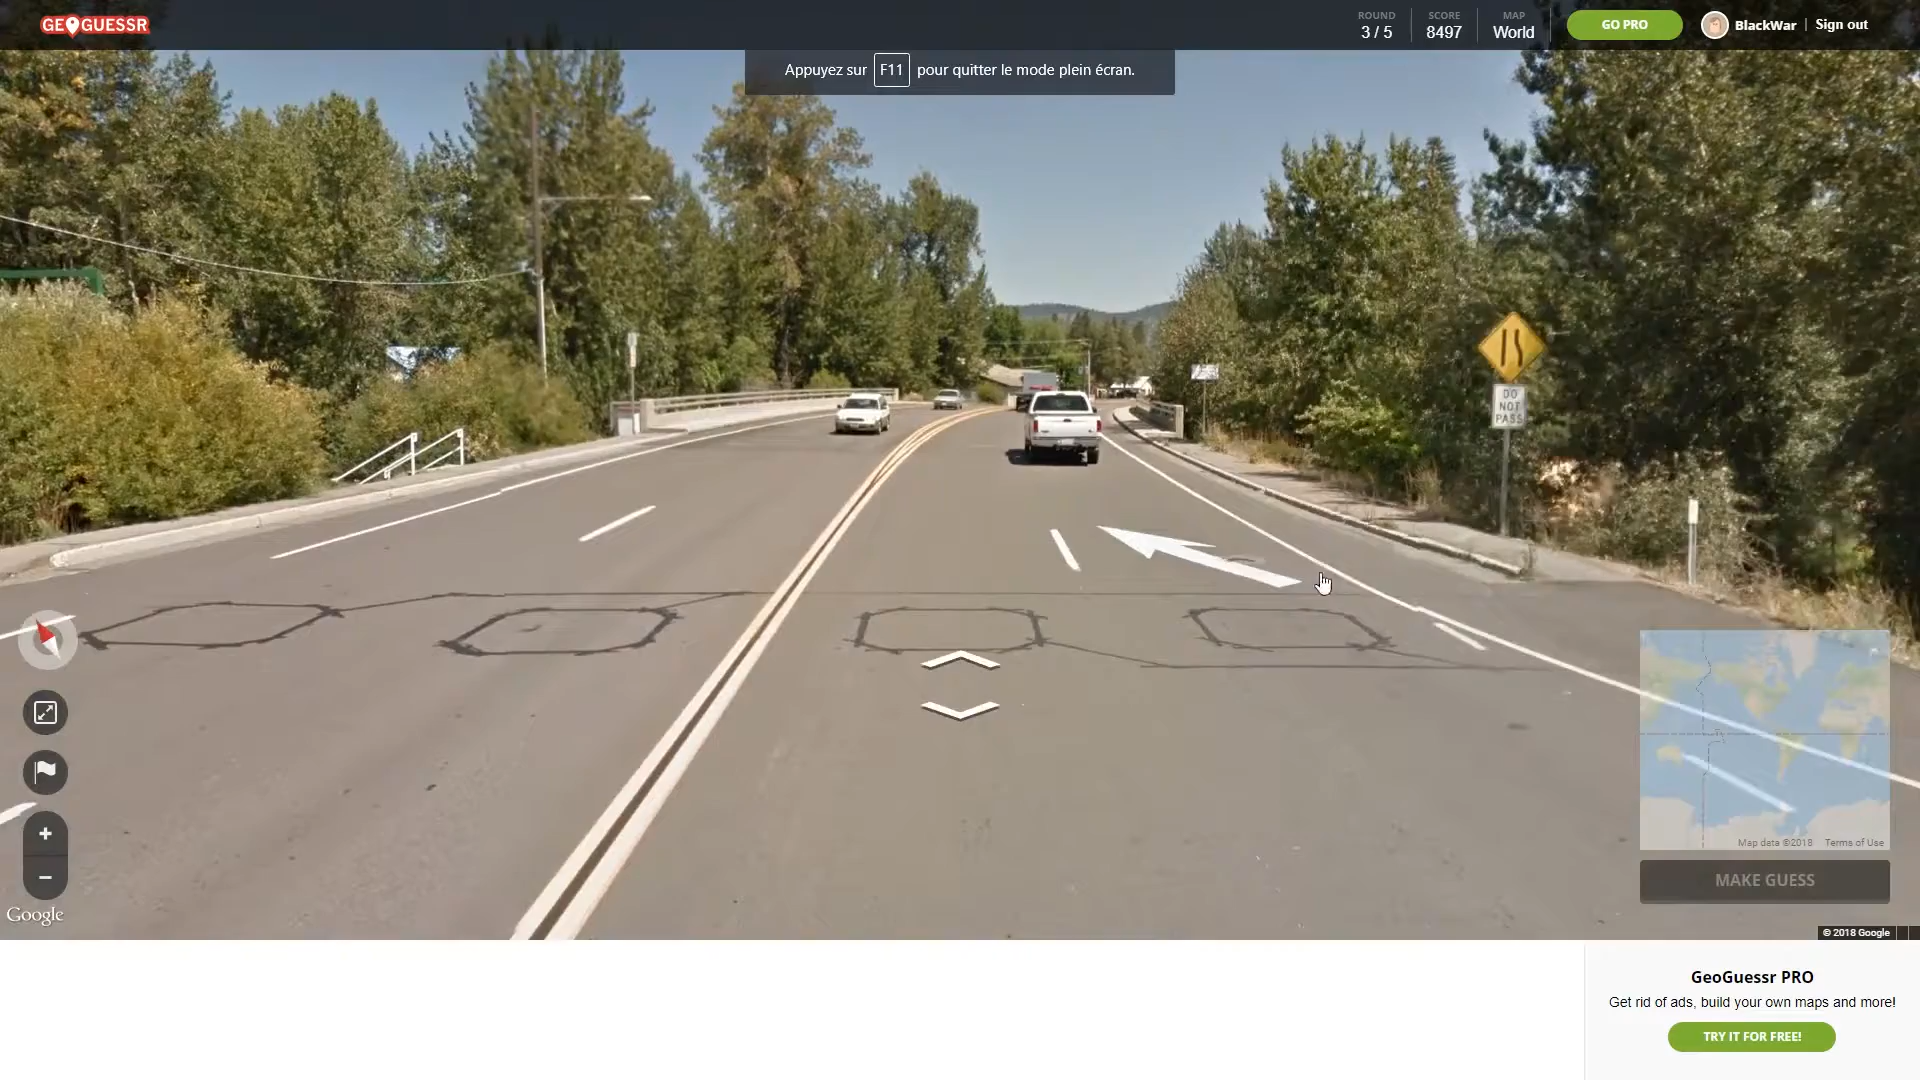 GEOGUESSR
ROUND
3 / 5
SCORE
8497
MAP
World
GO PRO
BlackWar
Sign out
Appuyez sur F11 pour quitter le mode plein écran.
DO
NOT
PASS
Map data ©2018 Terms of Use
MAKE GUESS
Google
© 2018 Google
GeoGuessr PRO
Get rid of ads, build your own maps and more!
TRY IT FOR FREE!